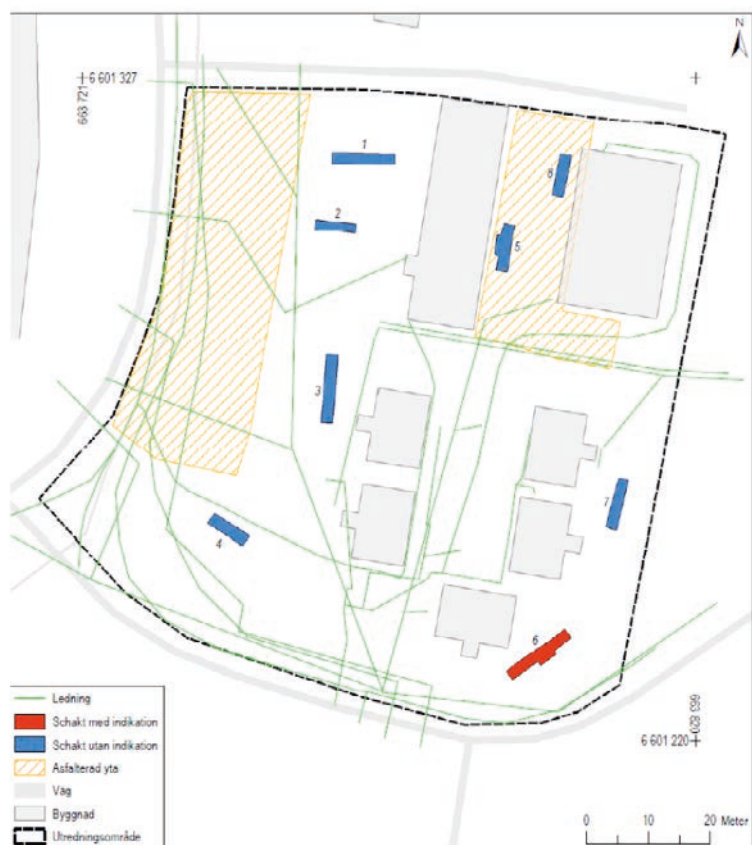 N
6 601 327
663 721
1
2
8
5
3
7
4
6
663 820
6 601 220
Ledning
Schakt med indikation
Schakt utan indikation
Asfalterad yta
Väg
Byggnad
Utredningsområde
0 10 20 Meter